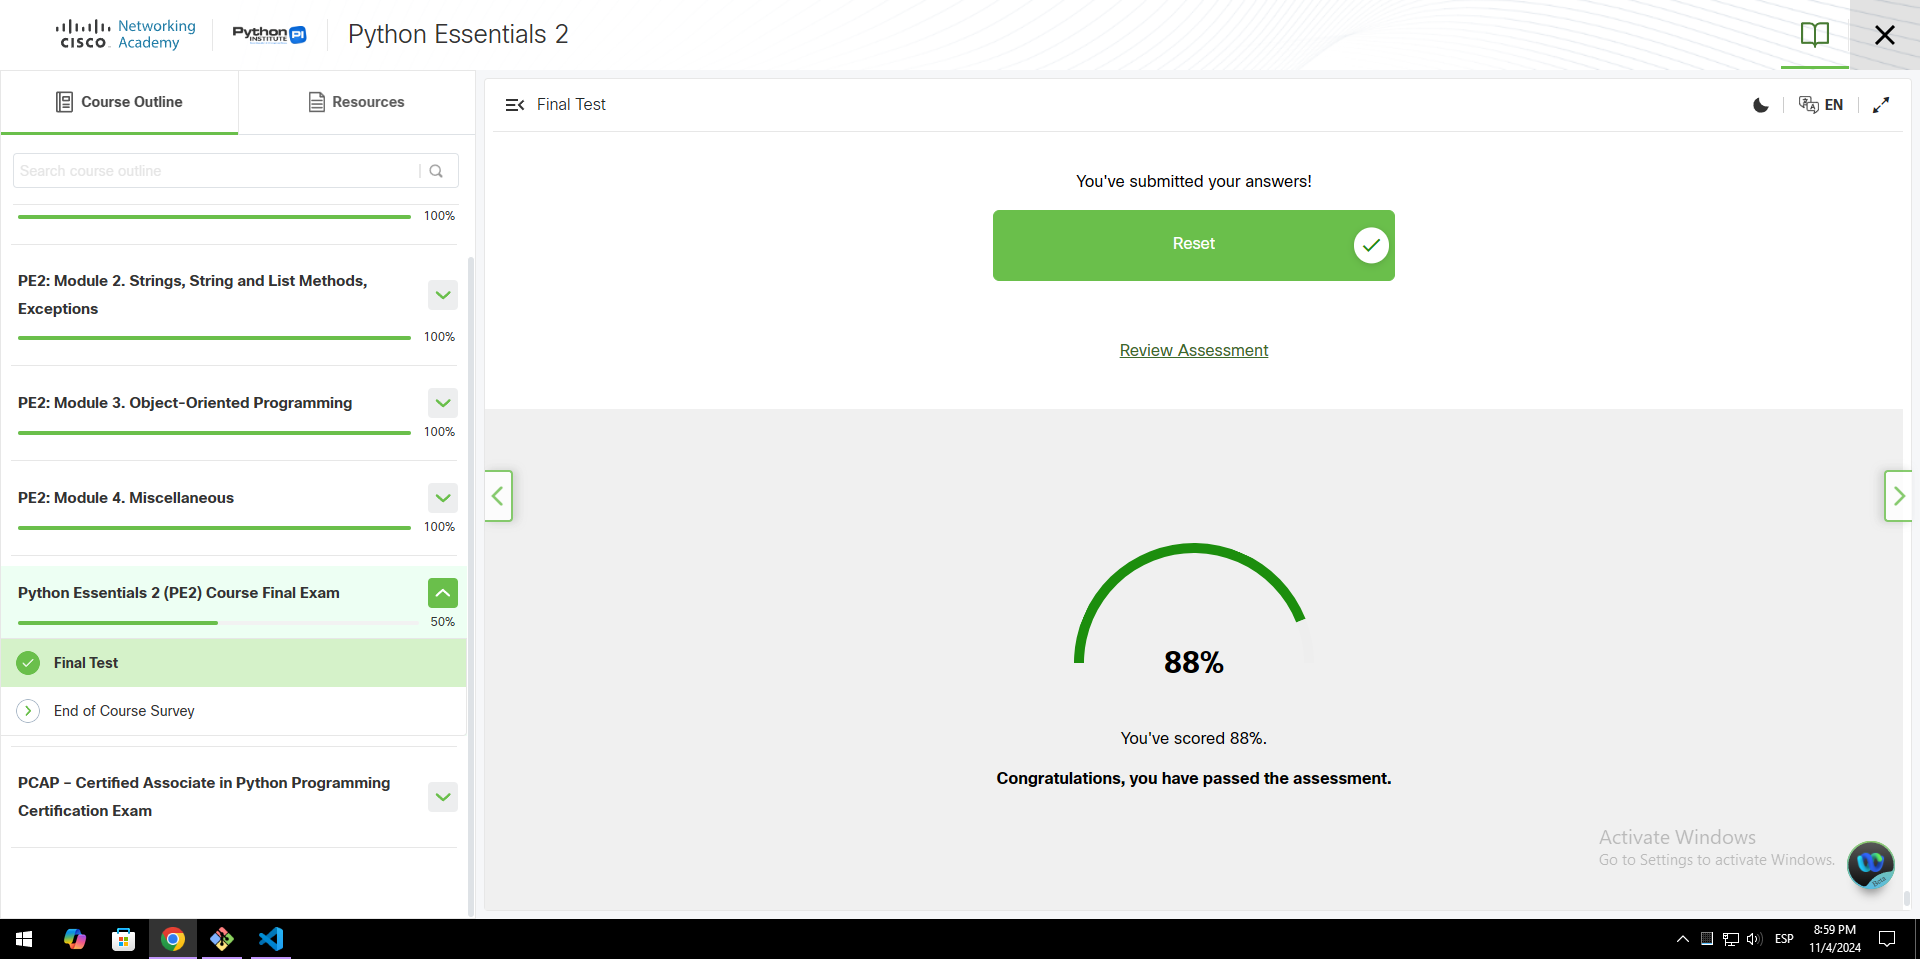 CISCO Networking Academy
Python INSTITUTE PI
Python Essentials 2
Course Outline
Resources
Search course outline
100%
PE2: Module 2. Strings, String and List Methods,
Exceptions
100%
PE2: Module 3. Object-Oriented Programming
100%
PE2: Module 4. Miscellaneous
100%
Python Essentials 2 (PE2) Course Final Exam
50%
Final Test
End of Course Survey
PCAP – Certified Associate in Python Programming
Certification Exam
Final Test
EN
You've submitted your answers!
Reset
Review Assessment
88%
You've scored 88%.
Congratulations, you have passed the assessment.
Activate Windows
Go to Settings to activate Windows.
Beta
ESP
8:59 PM
11/4/2024